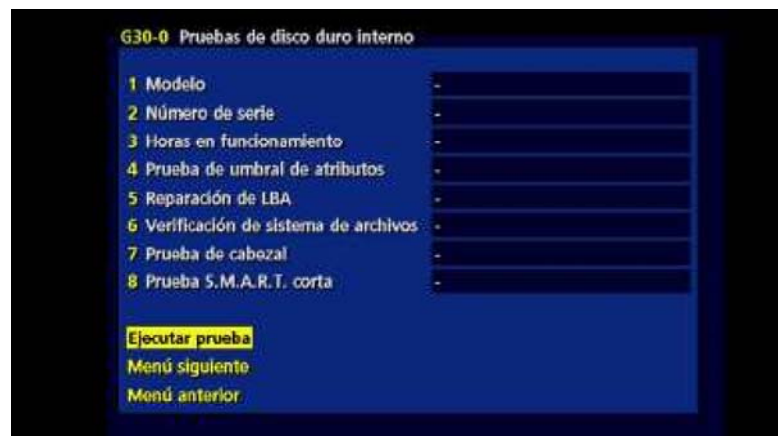 G30-0 Pruebas de disco duro interno
1 Modelo -
2 Número de serie -
3 Horas en funcionamiento -
4 Prueba de umbral de atributos -
5 Reparación de LBA -
6 Verificación de sistema de archivos -
7 Prueba de cabezal -
8 Prueba S.M.A.R.T. corta -
Ejecutar prueba
Menú siguiente
Menú anterior